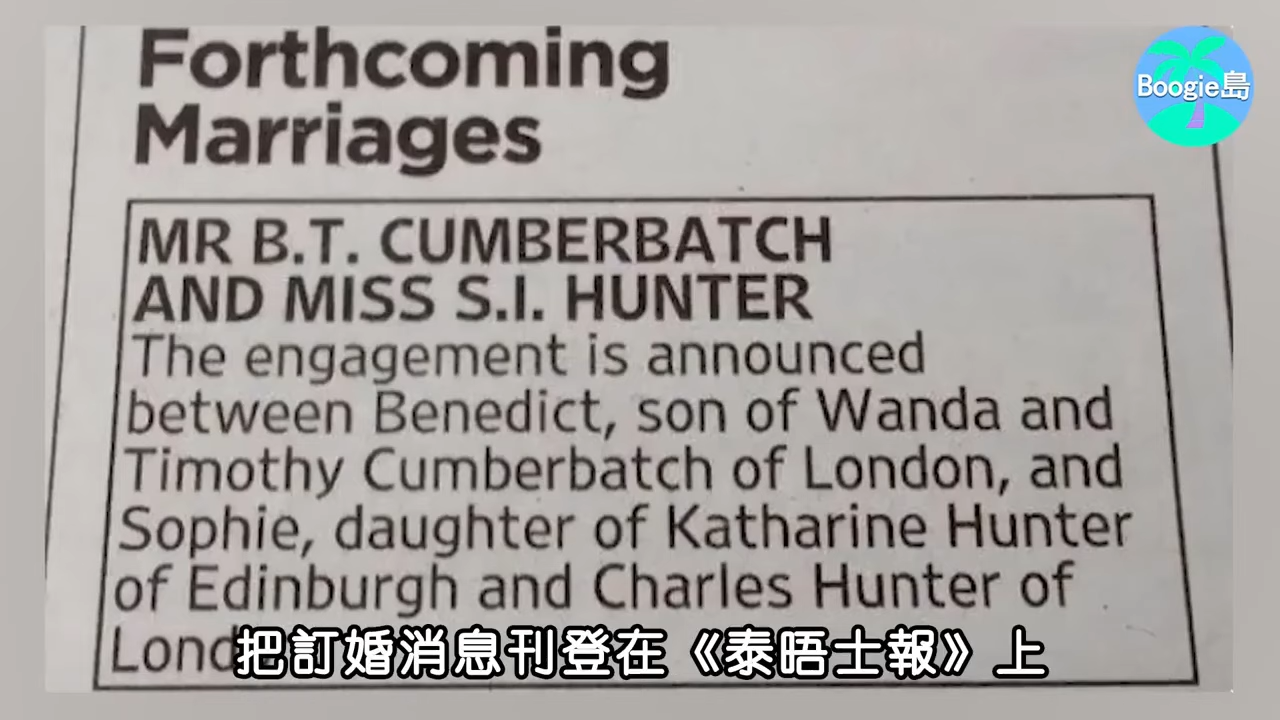 Forthcoming
Marriages
Boogie島
MR B.T. CUMBERBATCH
AND MISS S.I. HUNTER
The engagement is announced
between Benedict, son of Wanda and
Timothy Cumberbatch of London, and
Sophie, daughter of Katharine Hunter
of Edinburgh and Charles Hunter of
把訂婚消息刊登在《泰晤士報》上